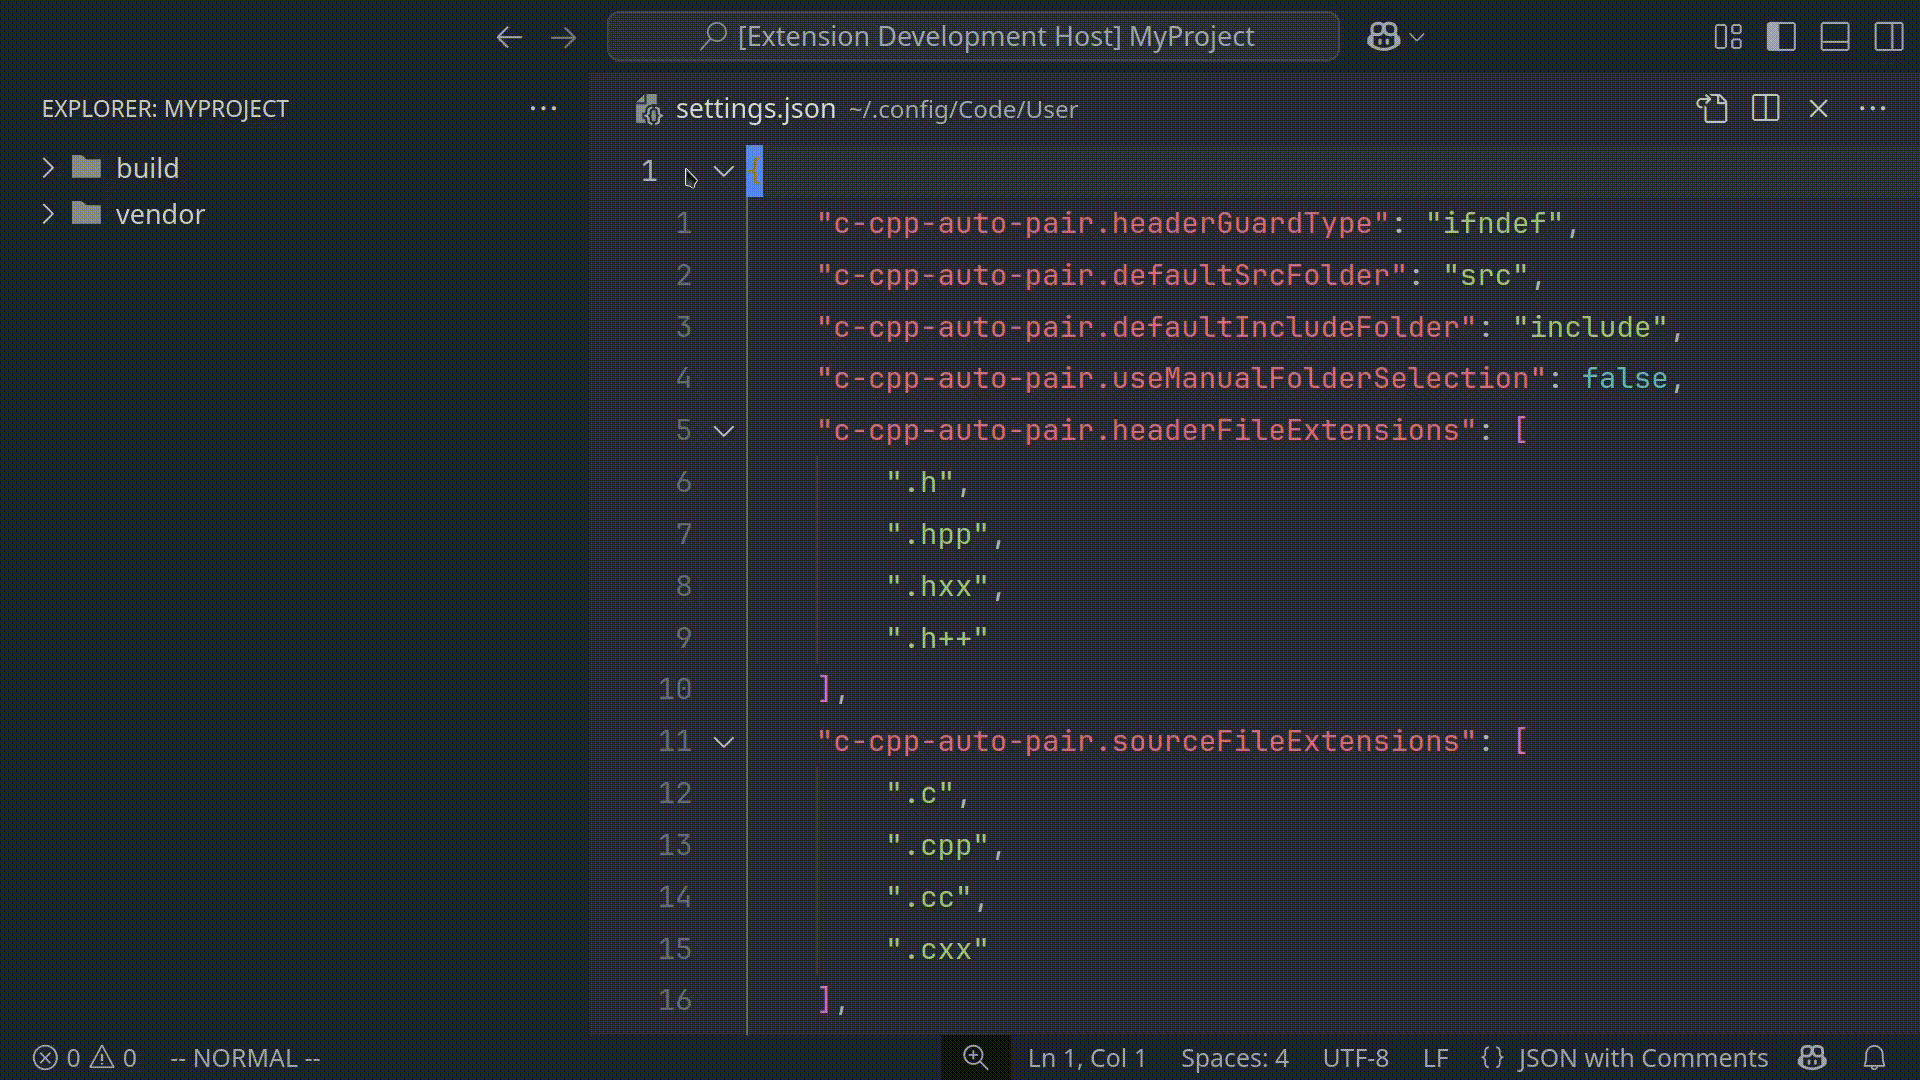 [Extension Development Host] MyProject
EXPLORER: MYPROJECT
build
vendor
settings.json ~/.config/Code/User
1 {
1 "c-cpp-auto-pair.headerGuardType": "ifndef",
2 "c-cpp-auto-pair.defaultSrcFolder": "src",
3 "c-cpp-auto-pair.defaultIncludeFolder": "include",
4 "c-cpp-auto-pair.useManualFolderSelection": false,
5 "c-cpp-auto-pair.headerFileExtensions": [
6 ".h",
7 ".hpp",
8 ".hxx",
9 ".h++"
10 ],
11 "c-cpp-auto-pair.sourceFileExtensions": [
12 ".c",
13 ".cpp",
14 ".cc",
15 ".cxx"
16 ],
0 0 -- NORMAL -- Ln 1, Col 1 Spaces: 4 UTF-8 LF {} JSON with Comments